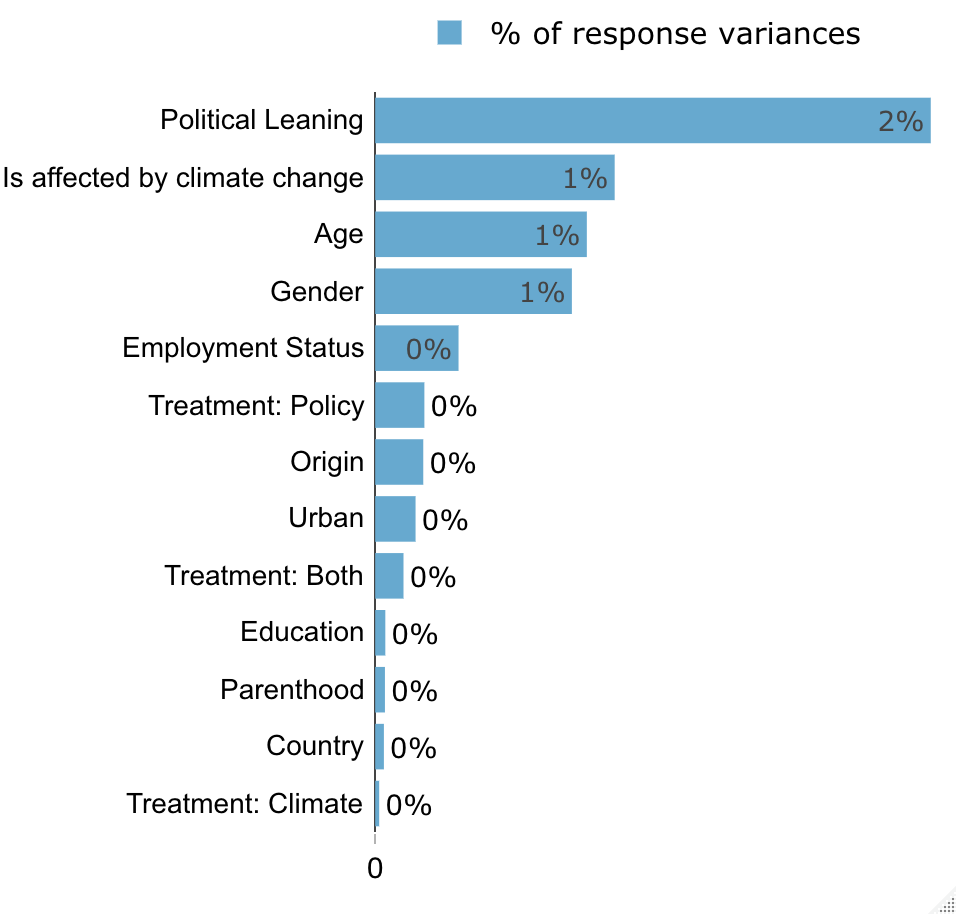 % of response variances
Political Leaning 2%
Is affected by climate change 1%
Age 1%
Gender 1%
Employment Status 0%
Treatment: Policy 0%
Origin 0%
Urban 0%
Treatment: Both 0%
Education 0%
Parenthood 0%
Country 0%
Treatment: Climate 0%
0